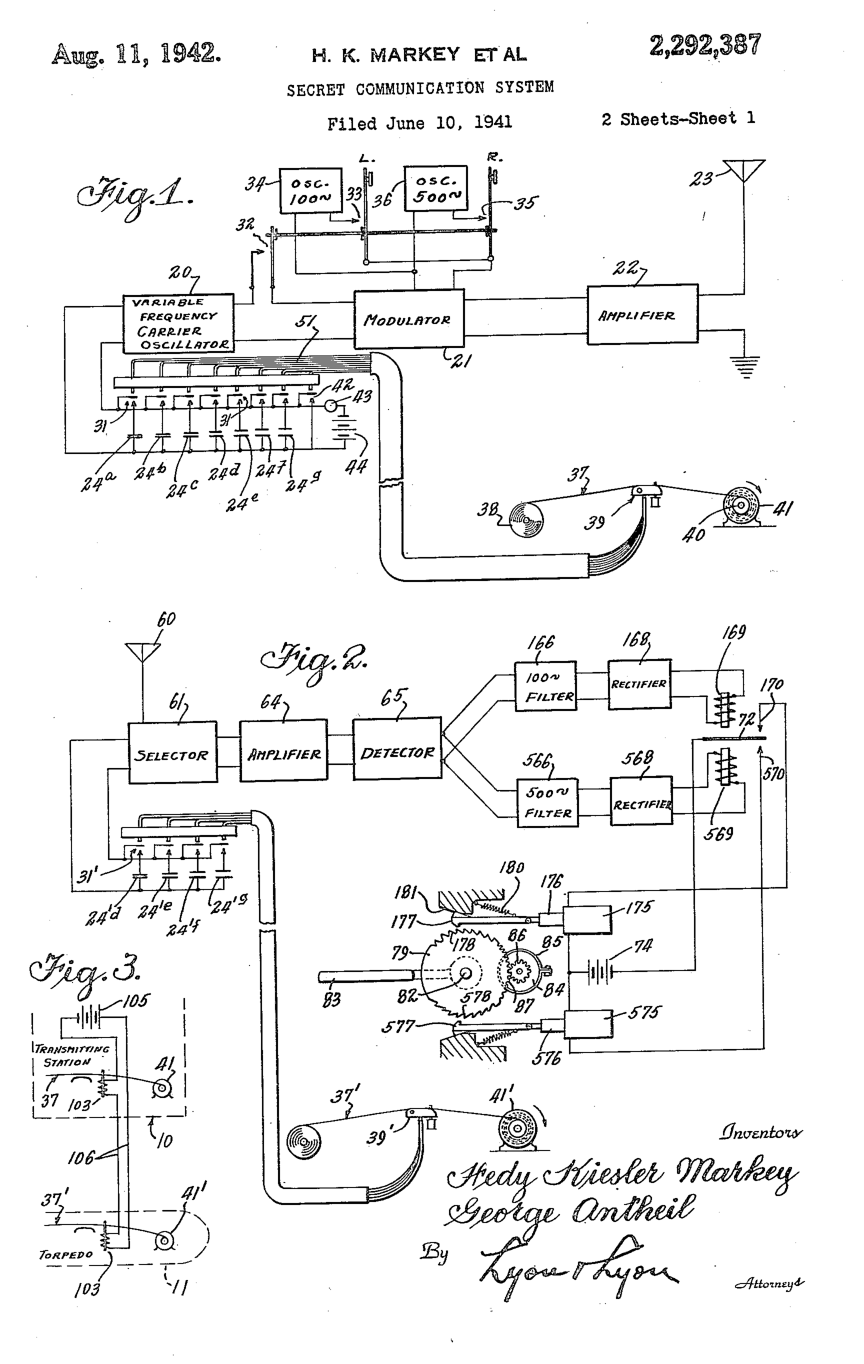 Aug. 11, 1942.
H. K. MARKEY ET AL
2,292,387
SECRET COMMUNICATION SYSTEM
Filed June 10, 1941
2 Sheets-Sheet 1
Fig. 1.
34
OSC.
100~
L.
33
36
OSC.
500~
R.
35
23
32
20
VARIABLE
FREQUENCY
CARRIER
OSCILLATOR
51
MODULATOR
21
22
AMPLIFIER
31
31
42
43
44
24a
24b
24c
24d
24e
24f
24g
37
38
39
40
41
60
Fig. 2.
61
SELECTOR
64
AMPLIFIER
65
DETECTOR
166
100~
FILTER
168
RECTIFIER
169
170
72
566
500~
FILTER
568
RECTIFIER
570
569
31'
24'd
24'e
24'f
24'g
181
180
176
177
175
178
86
85
79
74
83
82
578
87
84
577
576
575
Fig. 3.
105
TRANSMITTING
STATION
41
37
103
10
106
37'
41'
TORPEDO
103
11
37'
39'
41'
Inventors
Hedy Kiesler Markey
George Antheil
By
Lyon & Lyon
Attorneys